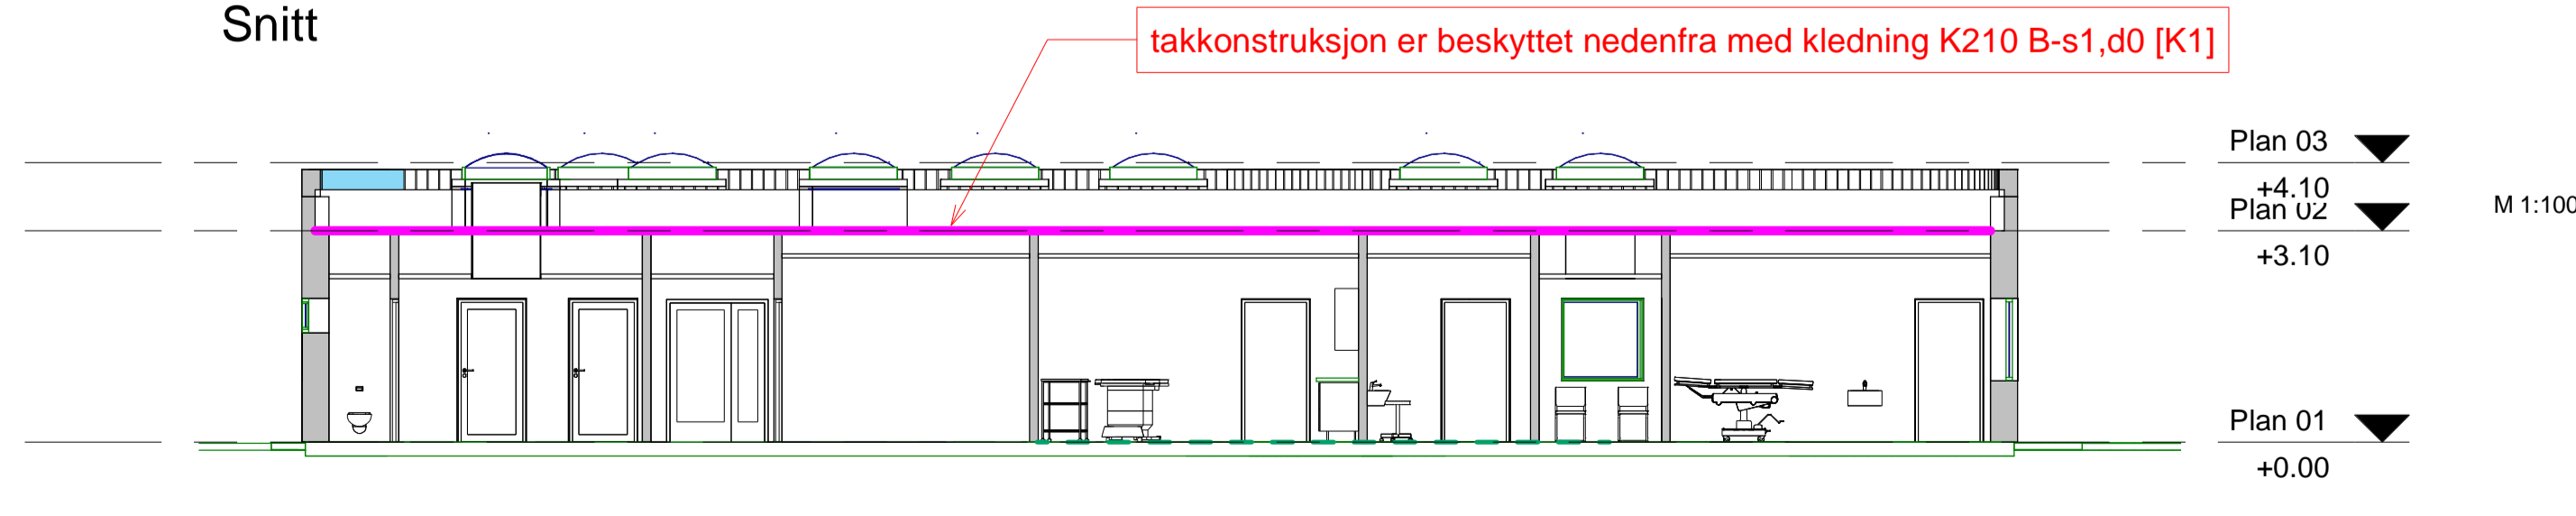 Snitt
takkonstruksjon er beskyttet nedenfra med kledning K210 B-s1,d0 [K1]
Plan 03
+4.10
Plan 02
+3.10
M 1:100
Plan 01
+0.00